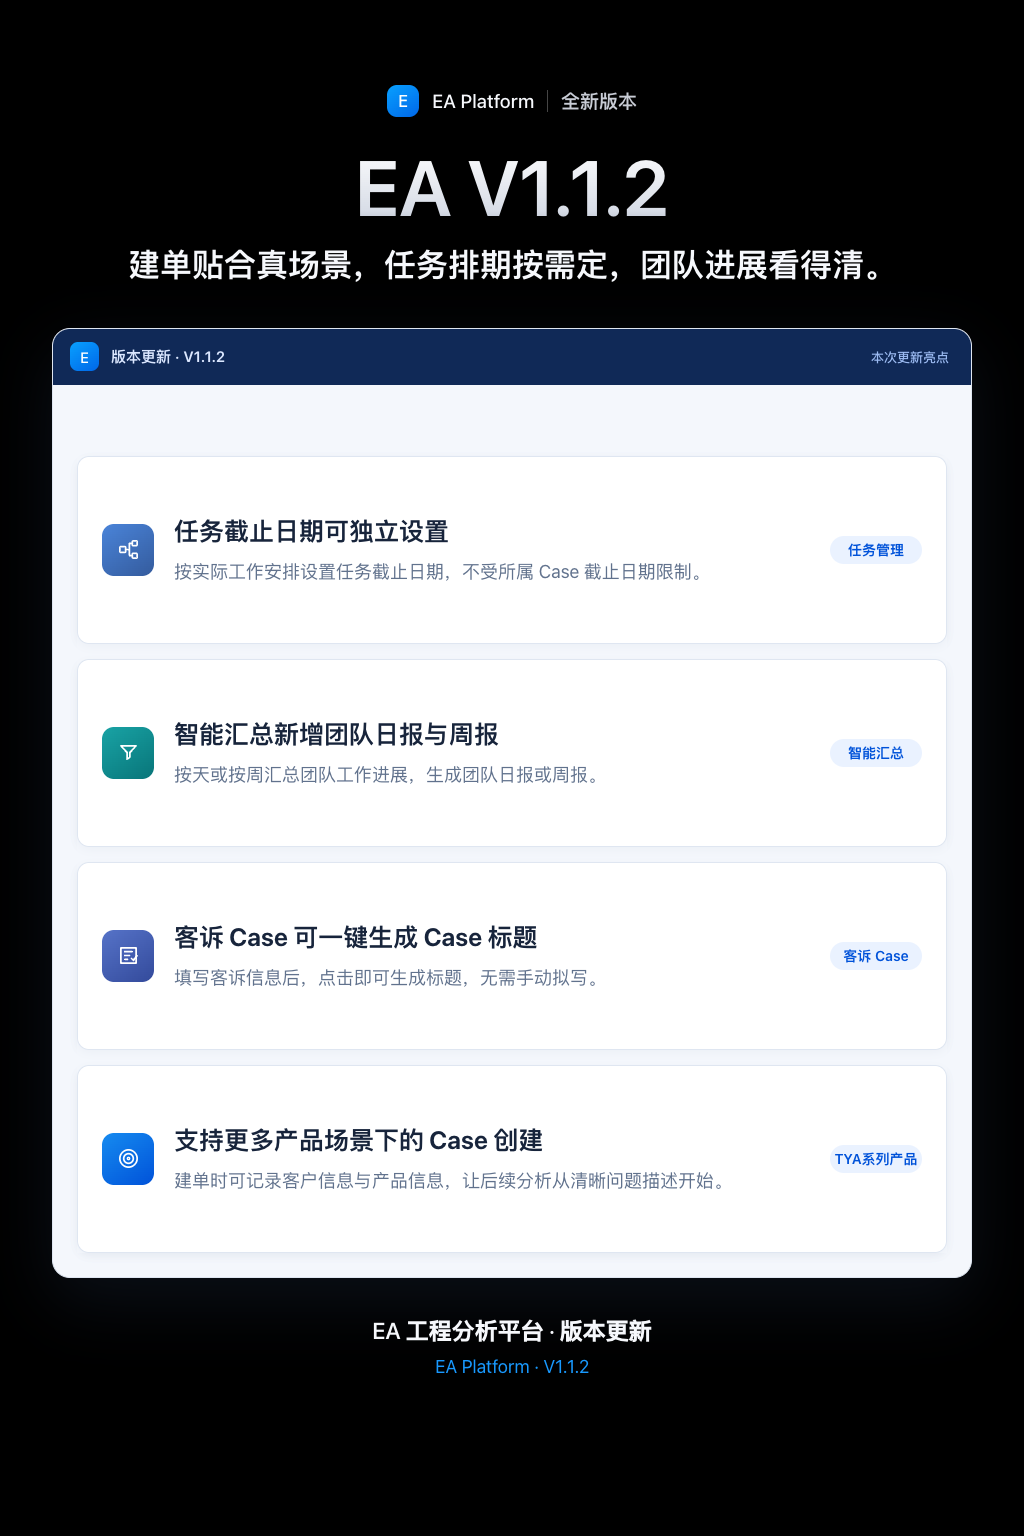 E EA Platform 全新版本
EA V1.1.2
建单贴合真场景，任务排期按需定，团队进展看得清。
E 版本更新 · V1.1.2 本次更新亮点
任务截止日期可独立设置
按实际工作安排设置任务截止日期，不受所属 Case 截止日期限制。
任务管理
智能汇总新增团队日报与周报
按天或按周汇总团队工作进展，生成团队日报或周报。
智能汇总
客诉 Case 可一键生成 Case 标题
填写客诉信息后，点击即可生成标题，无需手动拟写。
客诉 Case
支持更多产品场景下的 Case 创建
建单时可记录客户信息与产品信息，让后续分析从清晰问题描述开始。
TYA系列产品
EA 工程分析平台 · 版本更新
EA Platform · V1.1.2